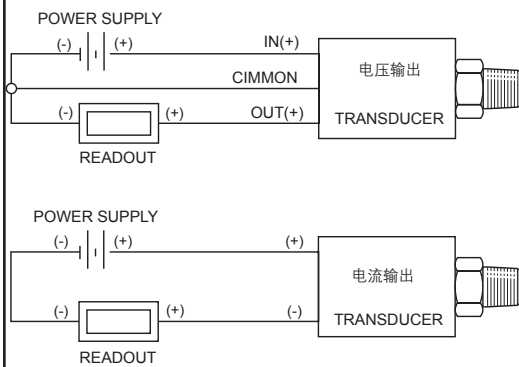 POWER SUPPLY
(-) (+) IN(+)
CIMMON
电压输出
(-) (+) OUT(+)
TRANSDUCER
READOUT
POWER SUPPLY
(-) (+) (+)
电流输出
(-) (+) (-)
TRANSDUCER
READOUT